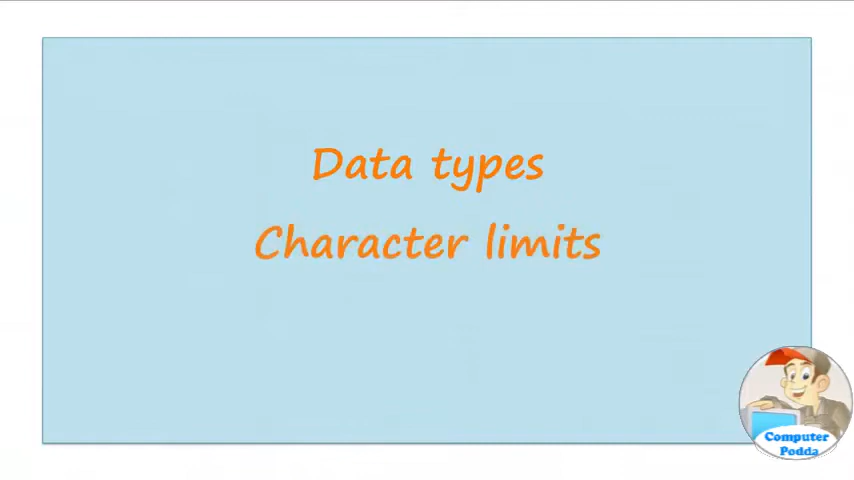 Data types
Character limits
Computer
Podda